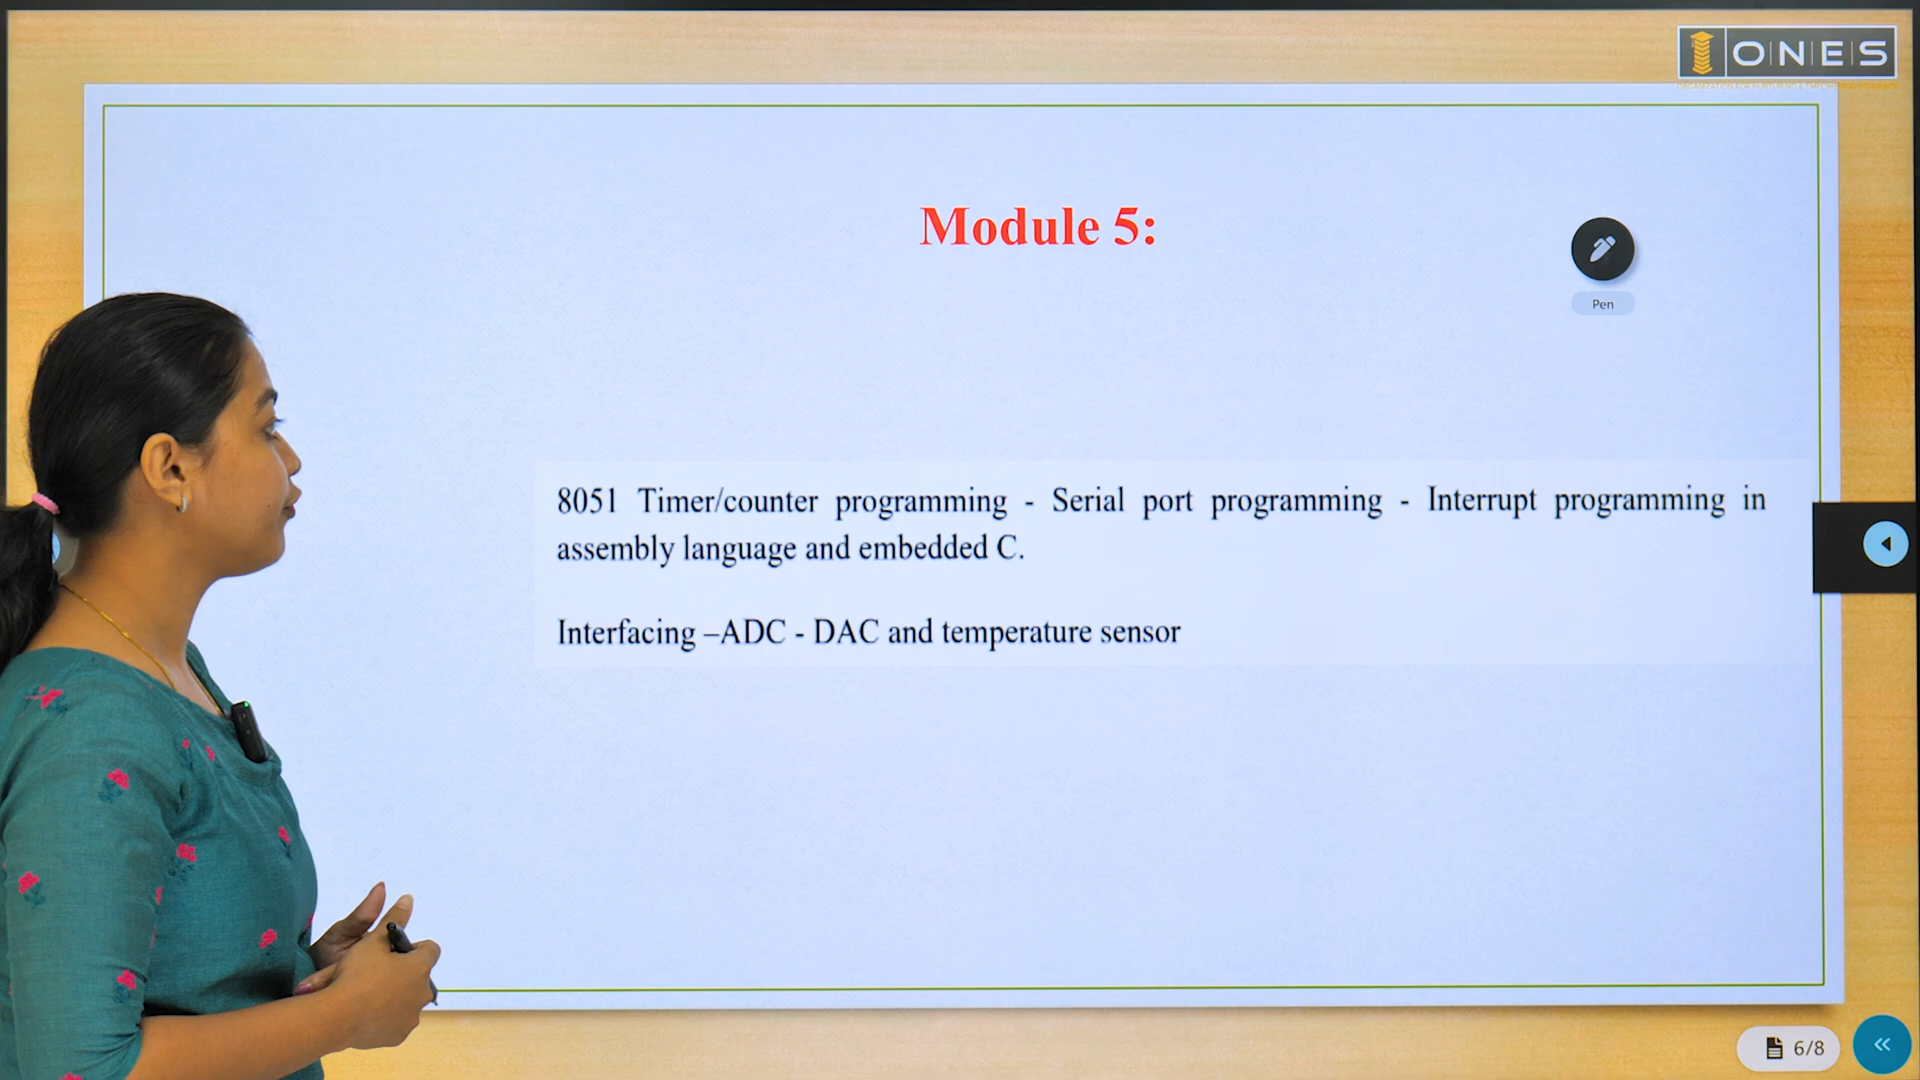 ONES
Module 5:
Pen
8051 Timer/counter programming - Serial port programming - Interrupt programming in
assembly language and embedded C.
Interfacing –ADC - DAC and temperature sensor
6/8